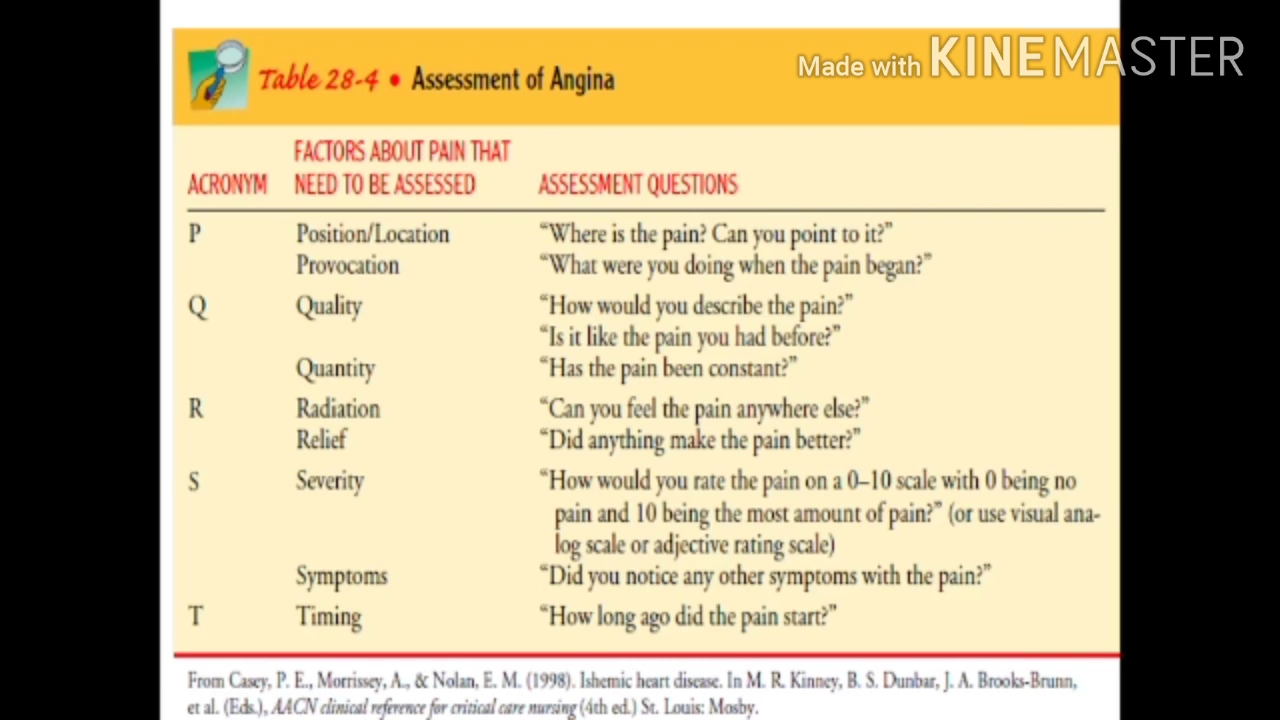 Made with KINEMASTER
Table 28-4 • Assessment of Angina
FACTORS ABOUT PAIN THAT
ACRONYM NEED TO BE ASSESSED ASSESSMENT QUESTIONS
P Position/Location “Where is the pain? Can you point to it?”
Provocation “What were you doing when the pain began?”
Q Quality “How would you describe the pain?”
“Is it like the pain you had before?”
Quantity “Has the pain been constant?”
R Radiation “Can you feel the pain anywhere else?”
Relief “Did anything make the pain better?”
S Severity “How would you rate the pain on a 0–10 scale with 0 being no
pain and 10 being the most amount of pain?” (or use visual ana-
log scale or adjective rating scale)
Symptoms “Did you notice any other symptoms with the pain?”
T Timing “How long ago did the pain start?”
From Casey, P. E., Morrissey, A., & Nolan, E. M. (1998). Ishemic heart disease. In M. R. Kinney, B. S. Dunbar, J. A. Brooks-Brunn,
et al. (Eds.), AACN clinical reference for critical care nursing (4th ed.) St. Louis: Mosby.